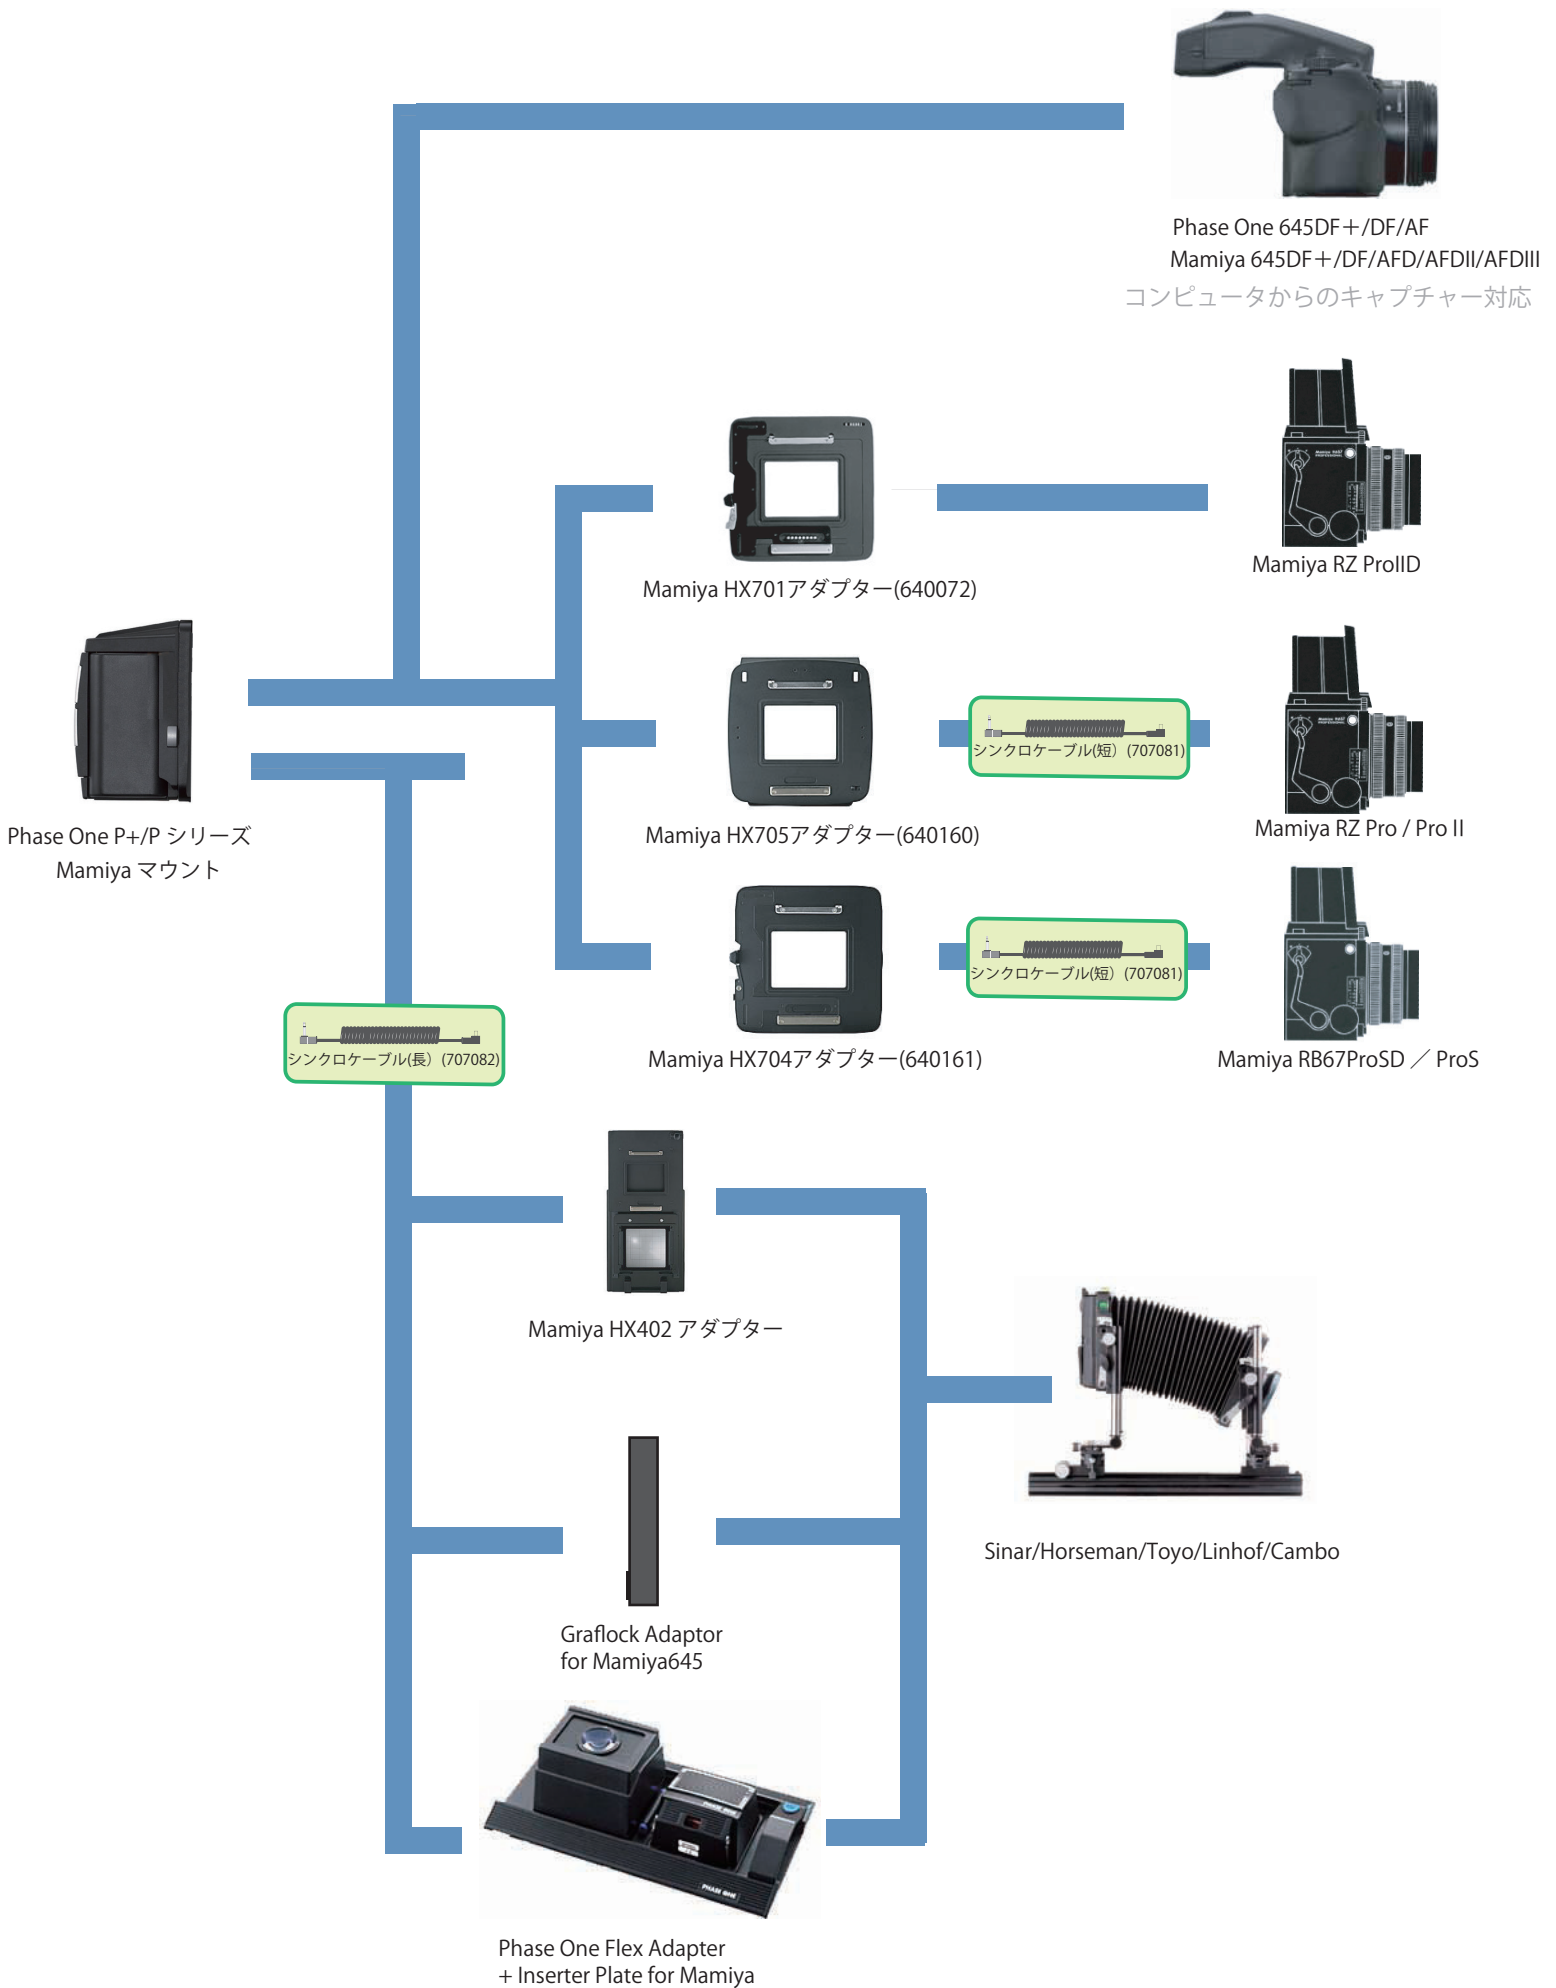 Phase One 645DF＋/DF/AF
Mamiya 645DF＋/DF/AFD/AFDII/AFDIII
コンピュータからのキャプチャー対応
Mamiya RZ ProIID
Mamiya HX701アダプター(640072)
シンクロケーブル(短）(707081)
Phase One P+/P シリーズ
Mamiya マウント
Mamiya HX705アダプター(640160)
Mamiya RZ Pro / Pro II
シンクロケーブル(短）(707081)
シンクロケーブル(長）(707082)
Mamiya HX704アダプター(640161)
Mamiya RB67ProSD ／ ProS
Mamiya HX402 アダプター
Sinar/Horseman/Toyo/Linhof/Cambo
Graflock Adaptor
for Mamiya645
PHASE ONE
PHASE ONE
Phase One Flex Adapter
+ Inserter Plate for Mamiya